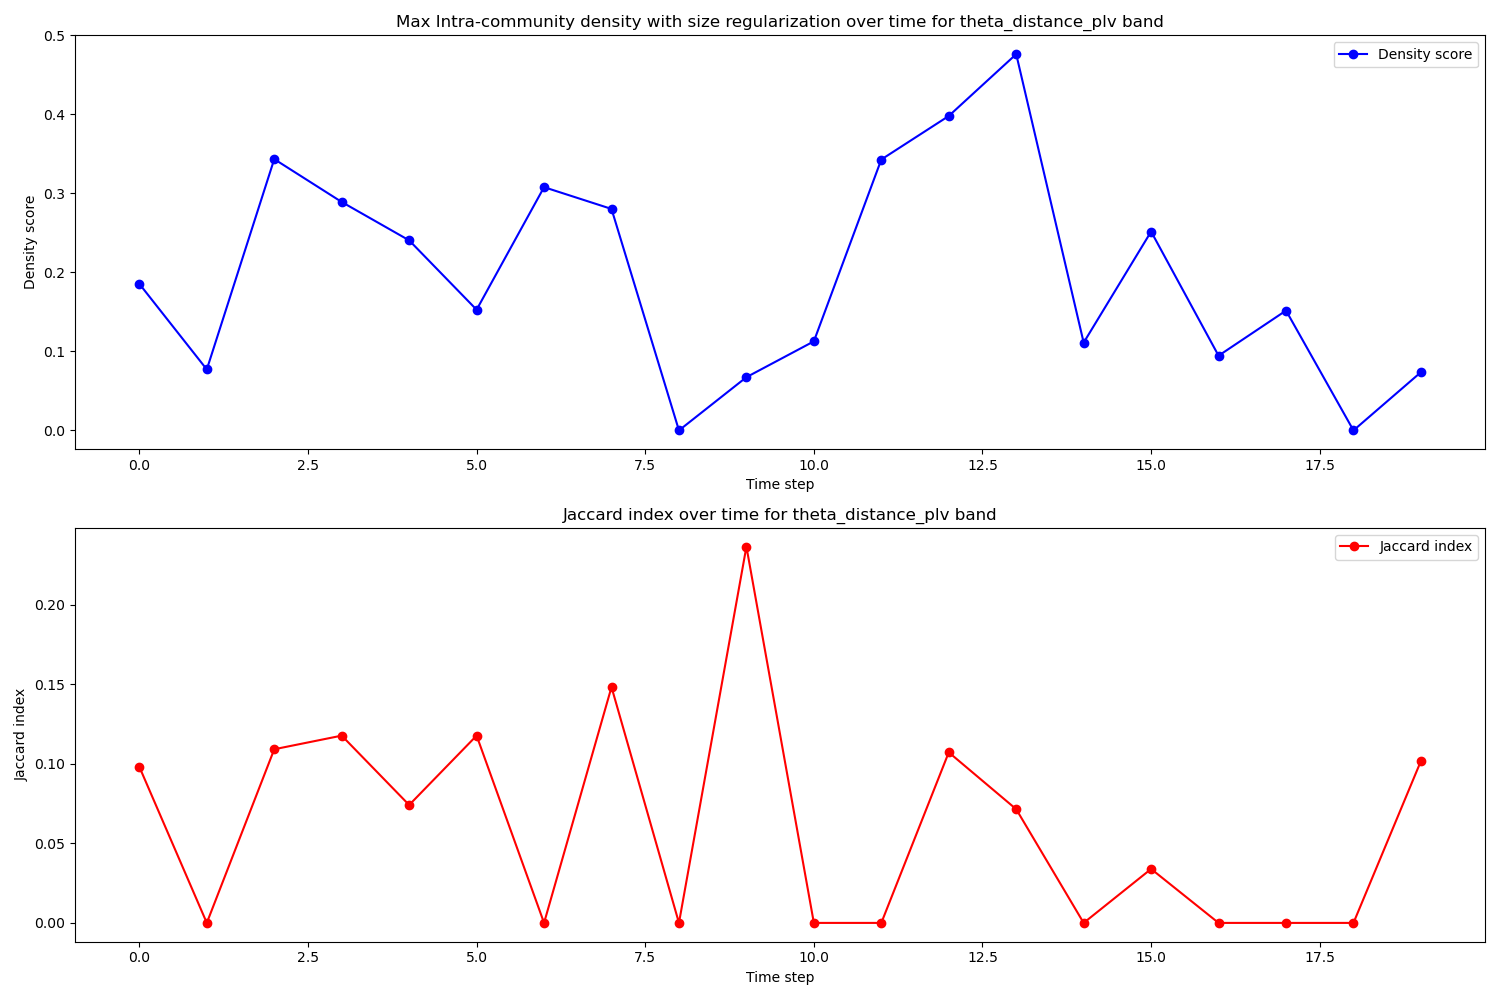 Max Intra-community density with size regularization over time for theta_distance_plv band
Density score
0.5
0.4
0.3
0.2
0.1
0.0
Density score
0.0 2.5 5.0 7.5 10.0 12.5 15.0 17.5
Time step
Jaccard index over time for theta_distance_plv band
Jaccard index
0.20
0.15
0.10
0.05
0.00
Jaccard index
0.0 2.5 5.0 7.5 10.0 12.5 15.0 17.5
Time step